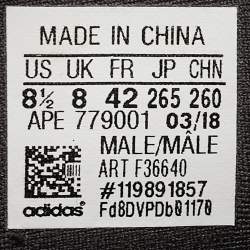 MADE IN CHINA
US UK FR JP CHN
8½ 8 42 265 260
APE 779001 03/18
MALE/MÂLE
ART F36640
#119891857
adidas Fd8DVPDb01170